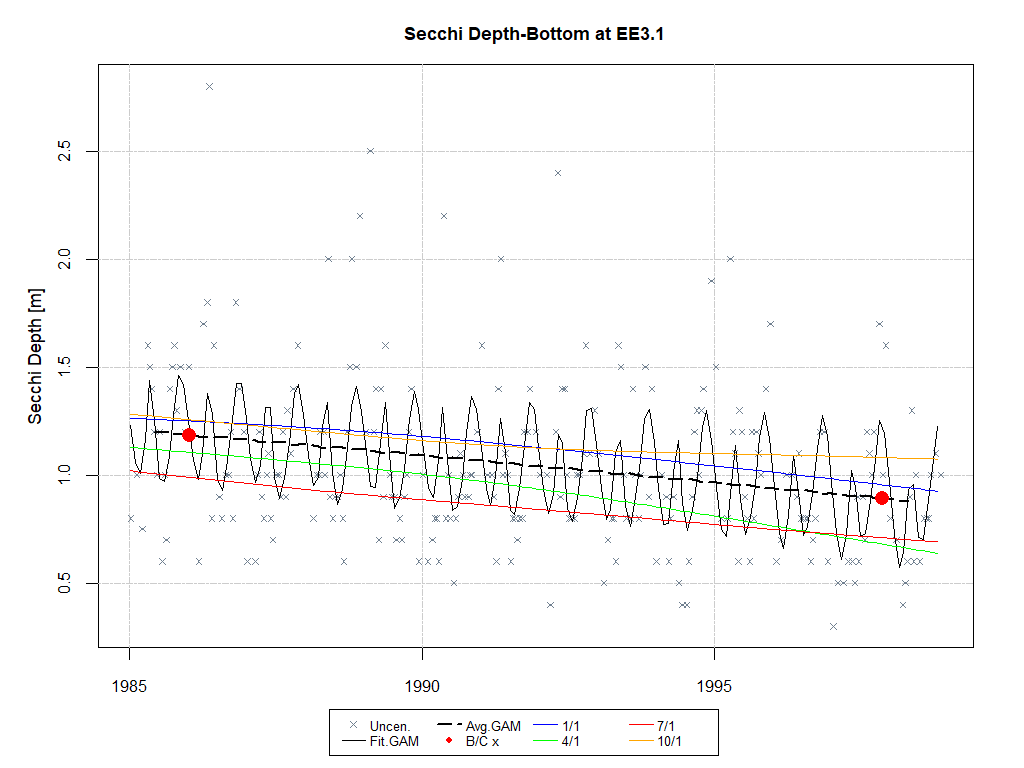 Secchi Depth-Bottom at EE3.1
Secchi Depth [m]
2.5
2.0
1.5
1.0
0.5
1985 1990 1995
Uncen. Avg.GAM 1/1 7/1
Fit.GAM B/C x 4/1 10/1